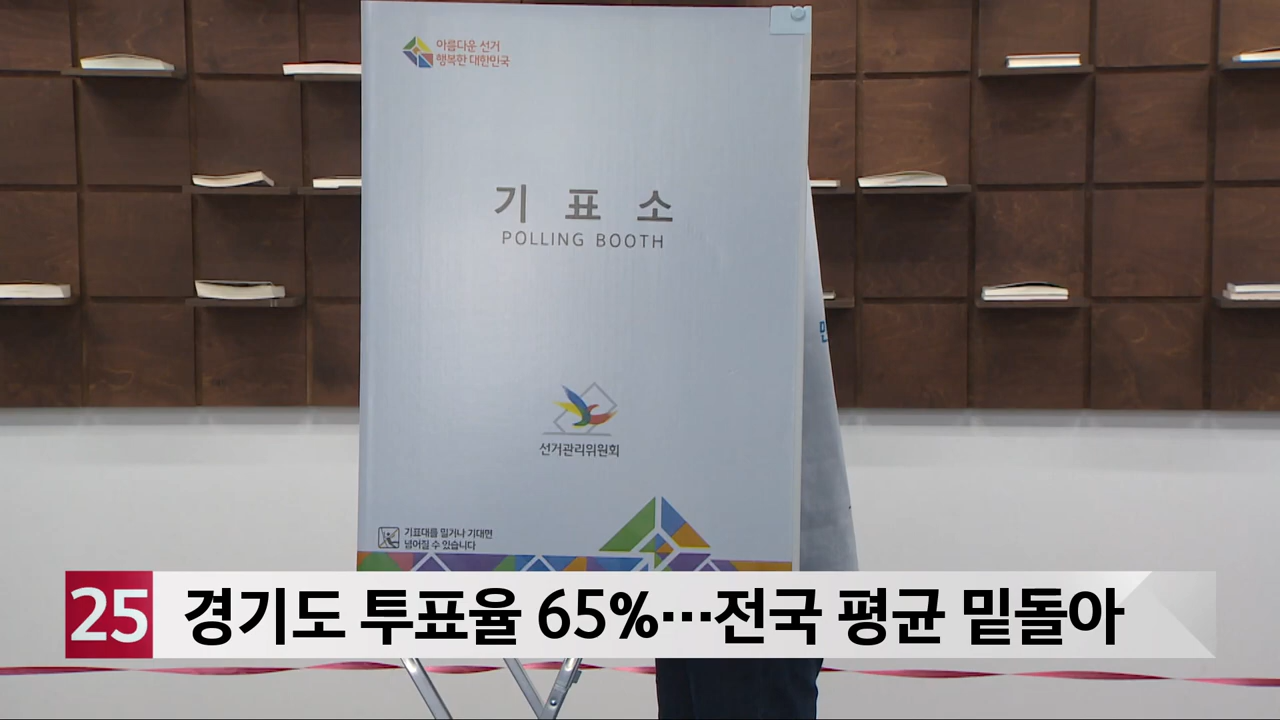 아름다운 선거
행복한 대한민국
기 표 소
POLLING BOOTH
선거관리위원회
기표대를 밀거나 기대면
넘어질 수 있습니다
25 경기도 투표율 65%…전국 평균 밑돌아